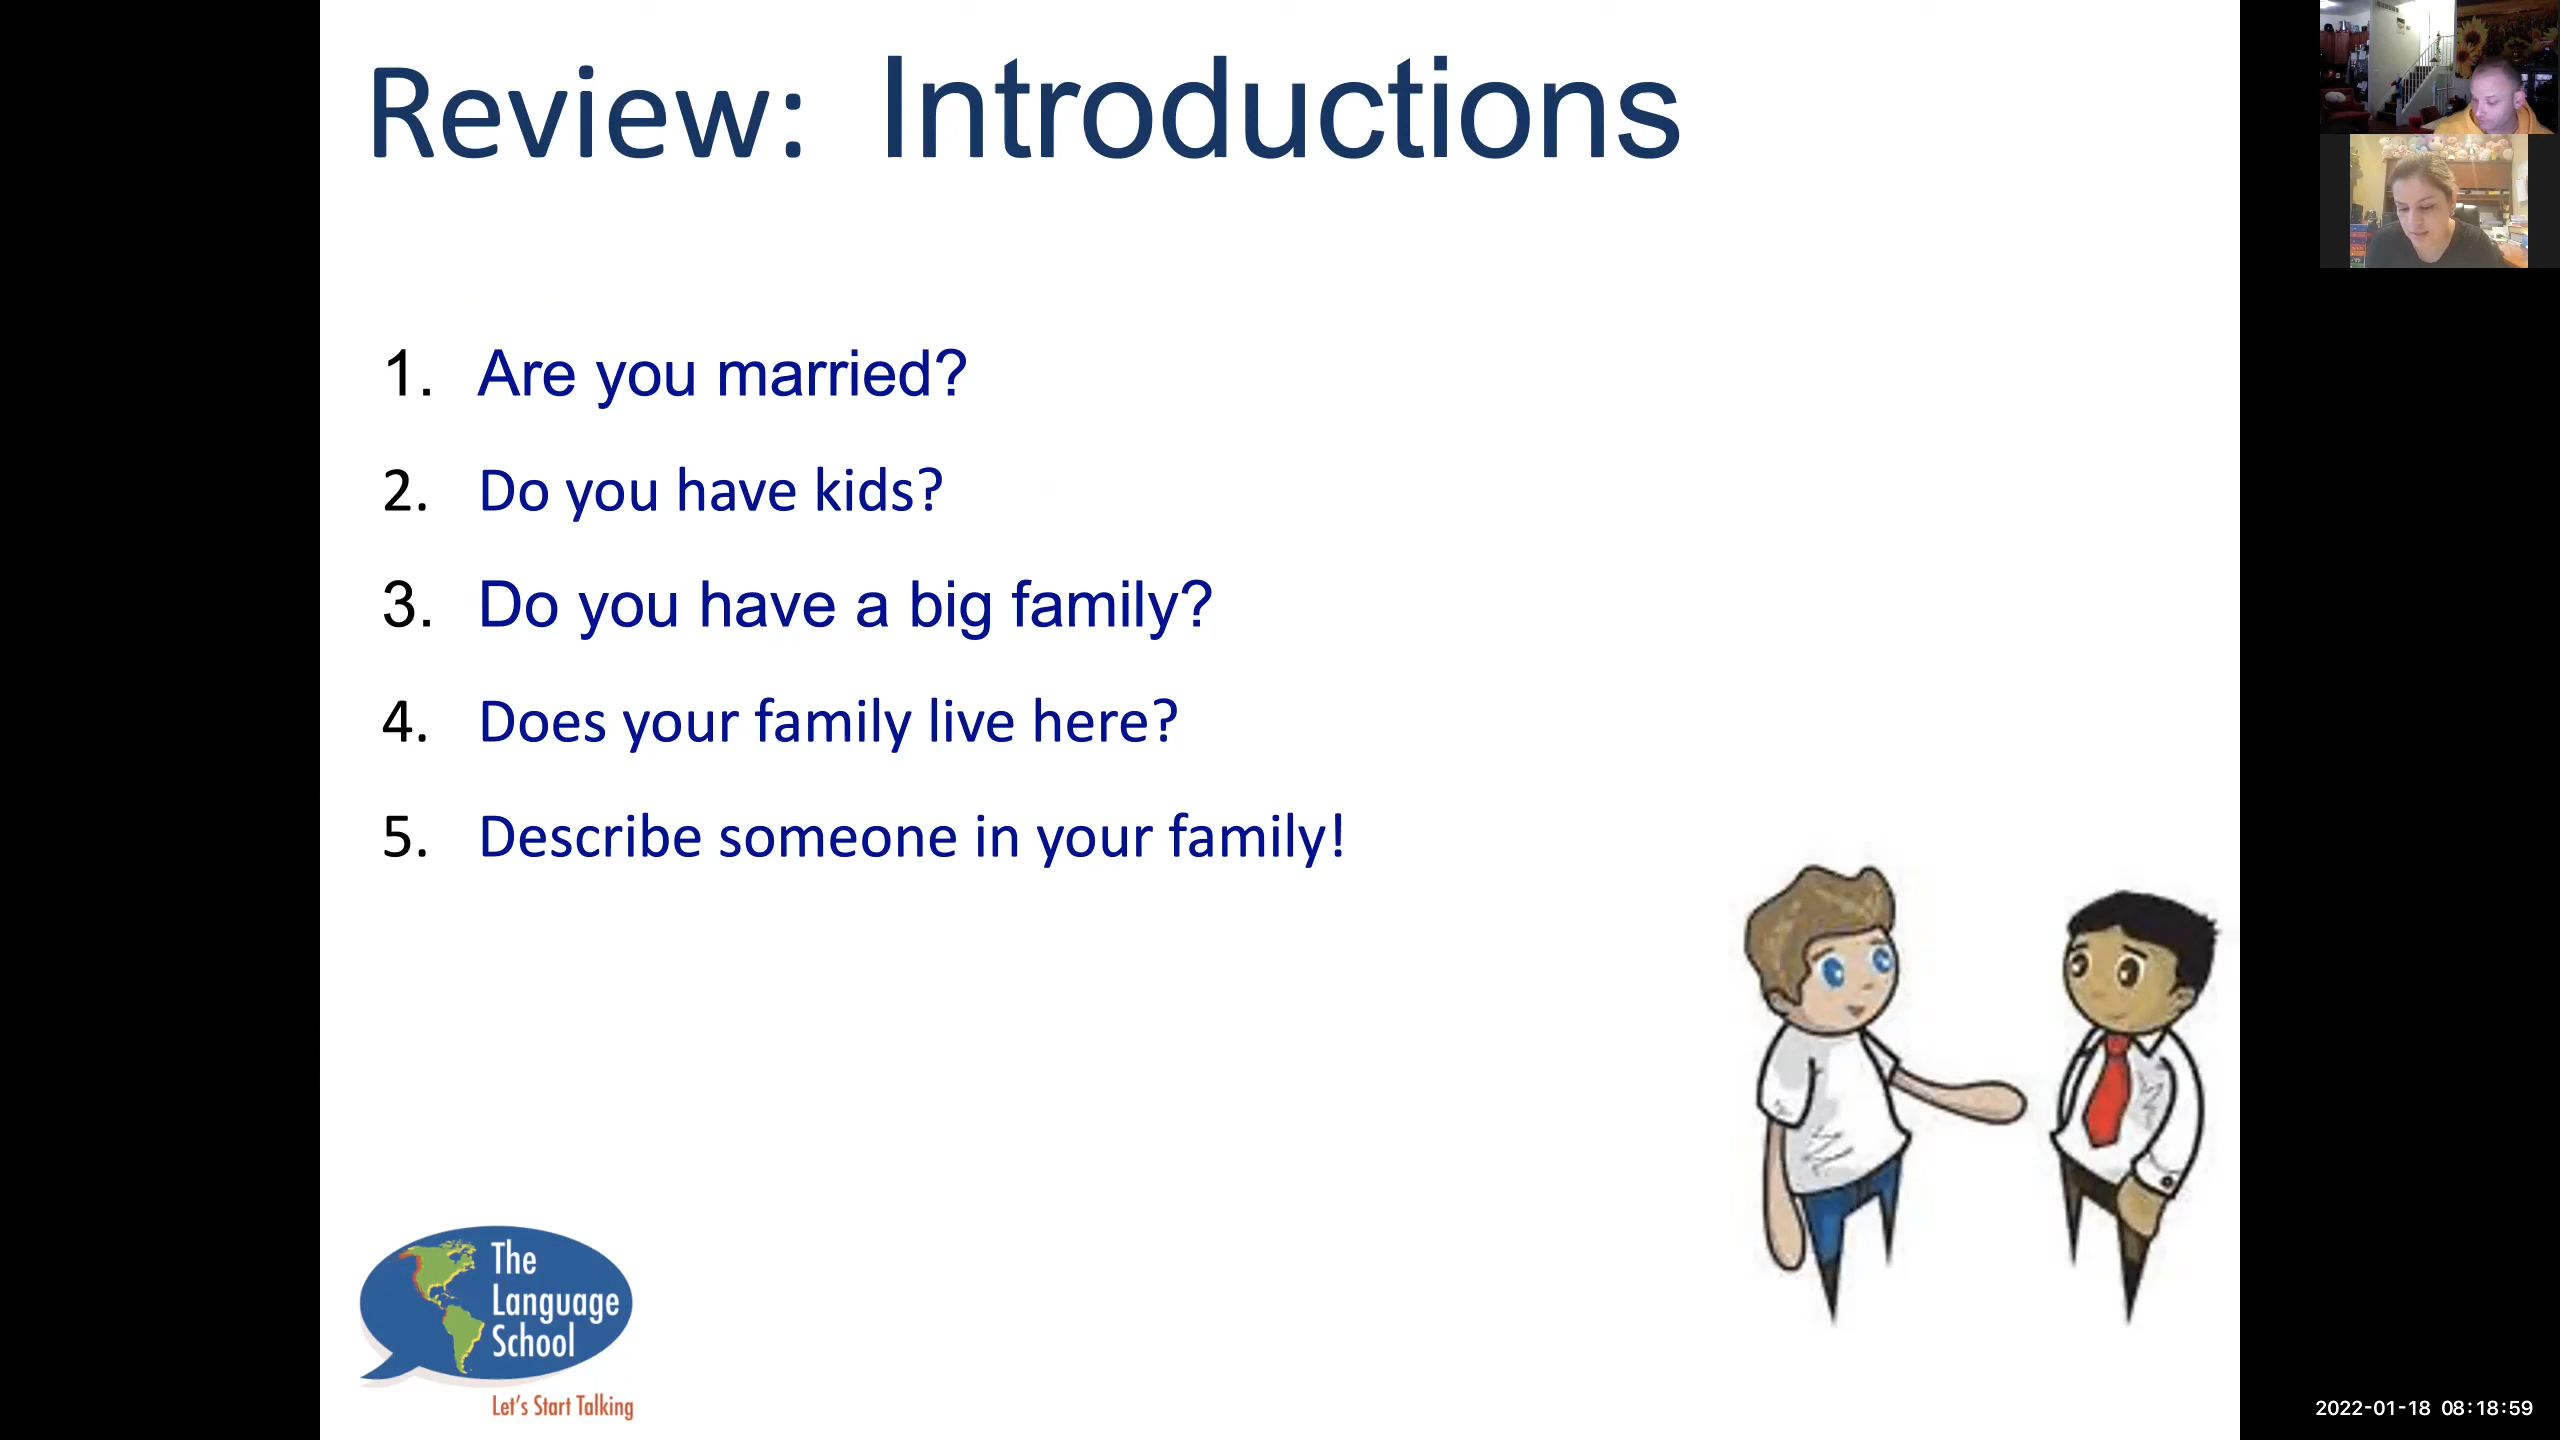 Review: Introductions
1. Are you married?
2. Do you have kids?
3. Do you have a big family?
4. Does your family live here?
5. Describe someone in your family!
The
Language
School
Let's Start Talking
2022-01-18 08:18:59